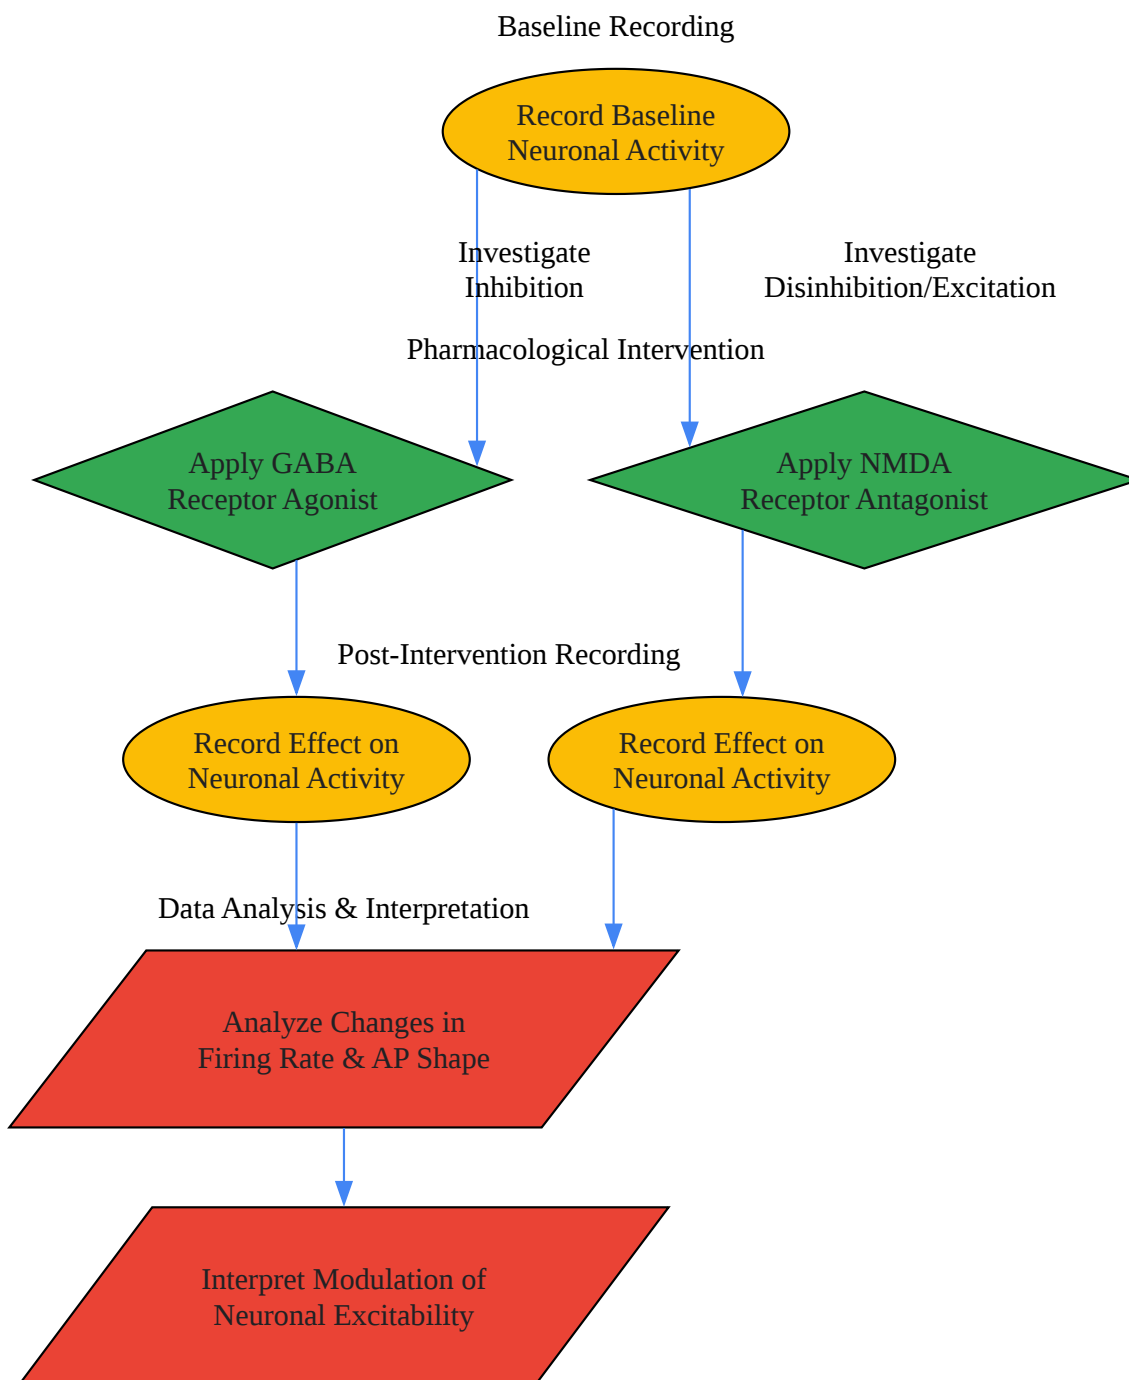 Baseline Recording
Record Baseline
Neuronal Activity
Investigate
Inhibition
Investigate
Disinhibition/Excitation
Pharmacological Intervention
Apply GABA
Receptor Agonist
Apply NMDA
Receptor Antagonist
Post-Intervention Recording
Record Effect on
Neuronal Activity
Record Effect on
Neuronal Activity
Data Analysis & Interpretation
Analyze Changes in
Firing Rate & AP Shape
Interpret Modulation of
Neuronal Excitability